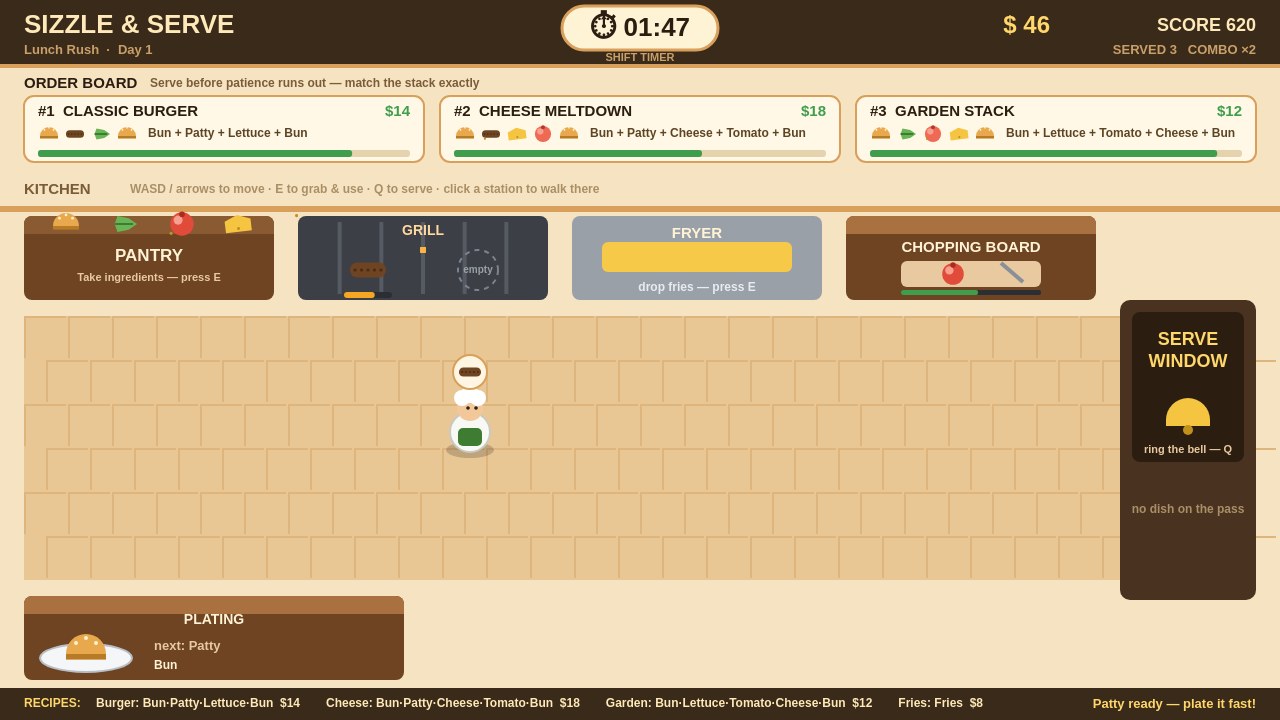 SIZZLE & SERVE
Lunch Rush · Day 1
01:47
SHIFT TIMER
$ 46
SCORE 620
SERVED 3 COMBO ×2
ORDER BOARD Serve before patience runs out — match the stack exactly
#1 CLASSIC BURGER $14
Bun + Patty + Lettuce + Bun
#2 CHEESE MELTDOWN $18
Bun + Patty + Cheese + Tomato + Bun
#3 GARDEN STACK $12
Bun + Lettuce + Tomato + Cheese + Bun
KITCHEN WASD / arrows to move · E to grab & use · Q to serve · click a station to walk there
PANTRY
Take ingredients — press E
GRILL
empty
FRYER
drop fries — press E
CHOPPING BOARD
SERVE
WINDOW
ring the bell — Q
no dish on the pass
PLATING
next: Patty
Bun
RECIPES: Burger: Bun·Patty·Lettuce·Bun $14 Cheese: Bun·Patty·Cheese·Tomato·Bun $18 Garden: Bun·Lettuce·Tomato·Cheese·Bun $12 Fries: Fries $8 Patty ready — plate it fast!